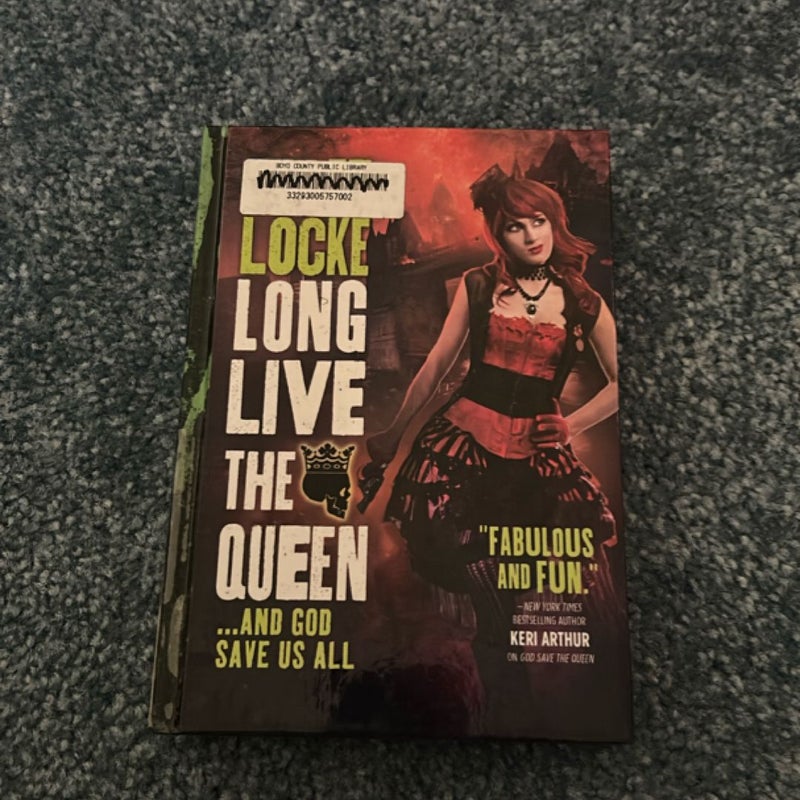 BOYD COUNTY PUBLIC LIBRARY
33293005757002
LOCKE
LONG
LIVE
THE
QUEEN
...AND GOD
SAVE US ALL
"FABULOUS
AND FUN."
—NEW YORK TIMES
BESTSELLING AUTHOR
KERI ARTHUR
ON GOD SAVE THE QUEEN